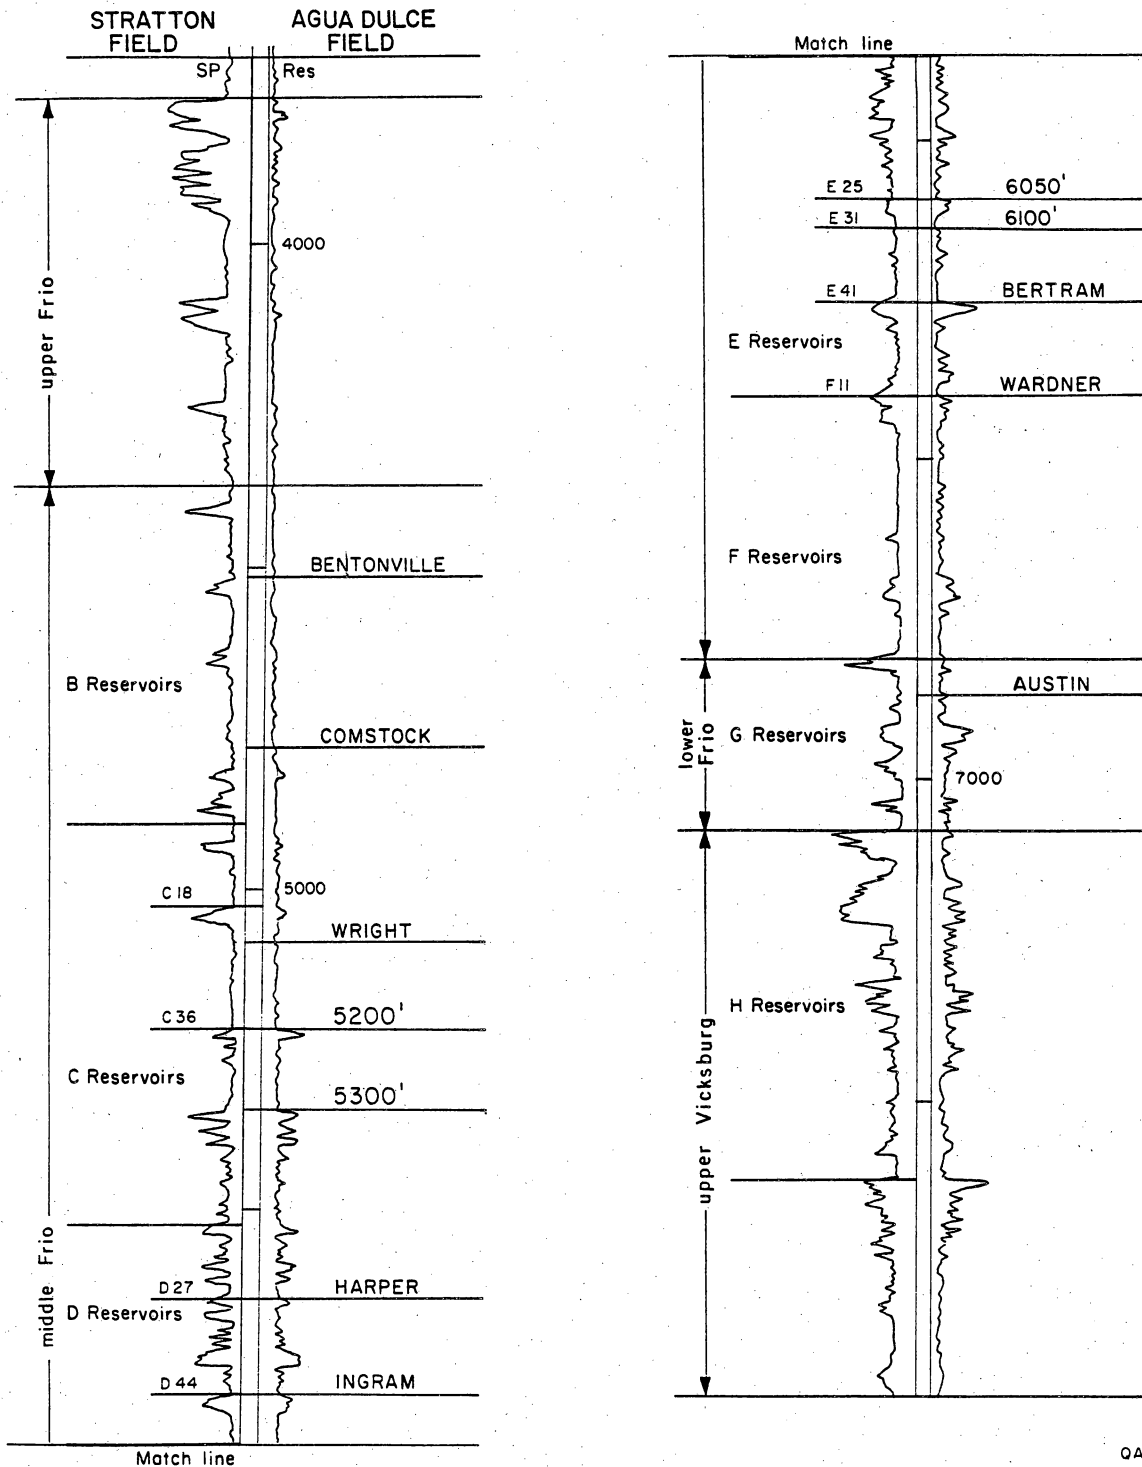 STRATTON
FIELD
AGUA DULCE
FIELD
SP
Res
upper Frio
4000
BENTONVILLE
B Reservoirs
COMSTOCK
5000
C 18
WRIGHT
C 36
5200'
C Reservoirs
5300'
middle Frio
D 27
HARPER
D Reservoirs
D 44
INGRAM
Match line
Match line
E 25
6050'
E 31
6100'
E 41
BERTRAM
E Reservoirs
F 11
WARDNER
F Reservoirs
AUSTIN
lower
Frio
G Reservoirs
7000
H Reservoirs
upper Vicksburg
QA